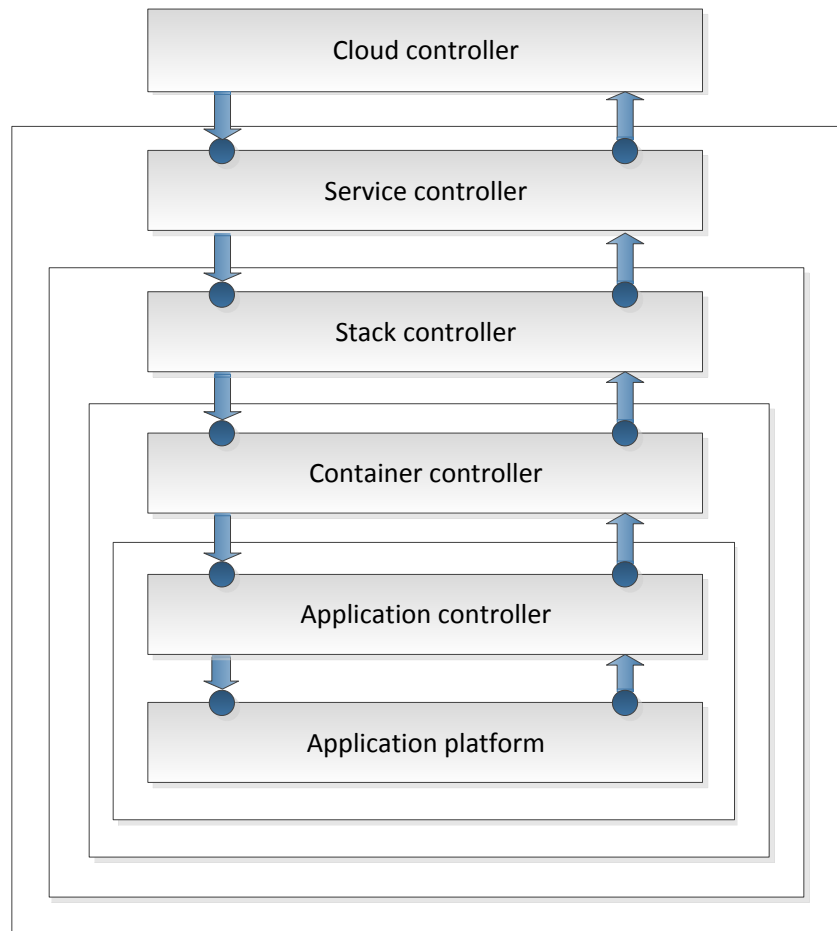 Cloud controller
Service controller
Stack controller
Container controller
Application controller
Application platform